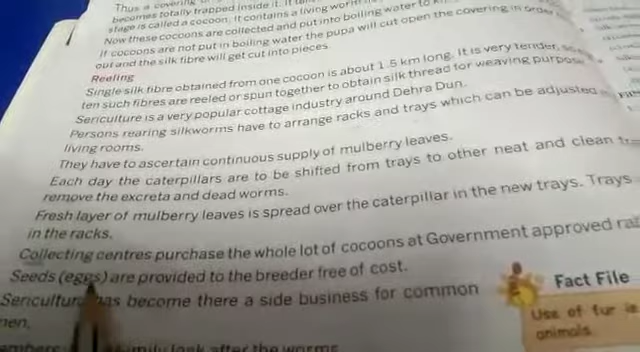 Thus a covering
becomes totally trapped inside it. It
stage is called a cocoon. It contains a living worm
Now these cocoons are collected and put into boiling water to
If cocoons are not put in boiling water the pupa will cut open the covering in order
out and the silk fibre will get cut into pieces.
Reeling
Single silk fibre obtained from one cocoon is about 1.5 km long. It is very tender, so
ten such fibres are reeled or spun together to obtain silk thread for weaving purpose
Sericulture is a very popular cottage industry around Dehra Dun.
Persons rearing silkworms have to arrange racks and trays which can be adjusted
living rooms.
They have to ascertain continuous supply of mulberry leaves.
Each day the caterpillars are to be shifted from trays to other neat and clean
remove the excreta and dead worms.
Fresh layer of mulberry leaves is spread over the caterpillar in the new trays. Trays
in the racks.
Collecting centres purchase the whole lot of cocoons at Government approved
Seeds (eggs) are provided to the breeder free of cost.
Sericulture has become there a side business for common
men.
look after the worms
Fact File
Use of fur is
animals.